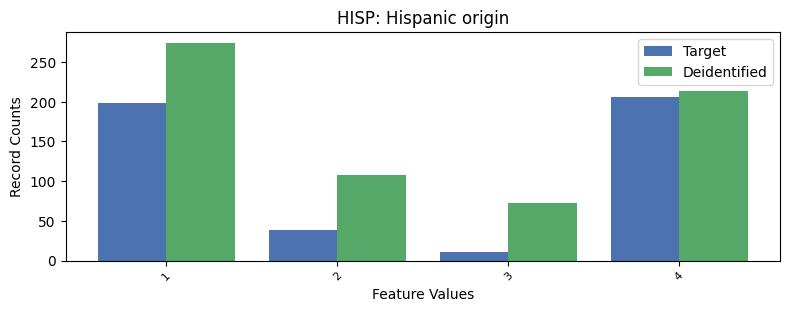 HISP: Hispanic origin
Target
Deidentified
Record Counts
250
200
150
100
50
0
1
2
3
4
Feature Values